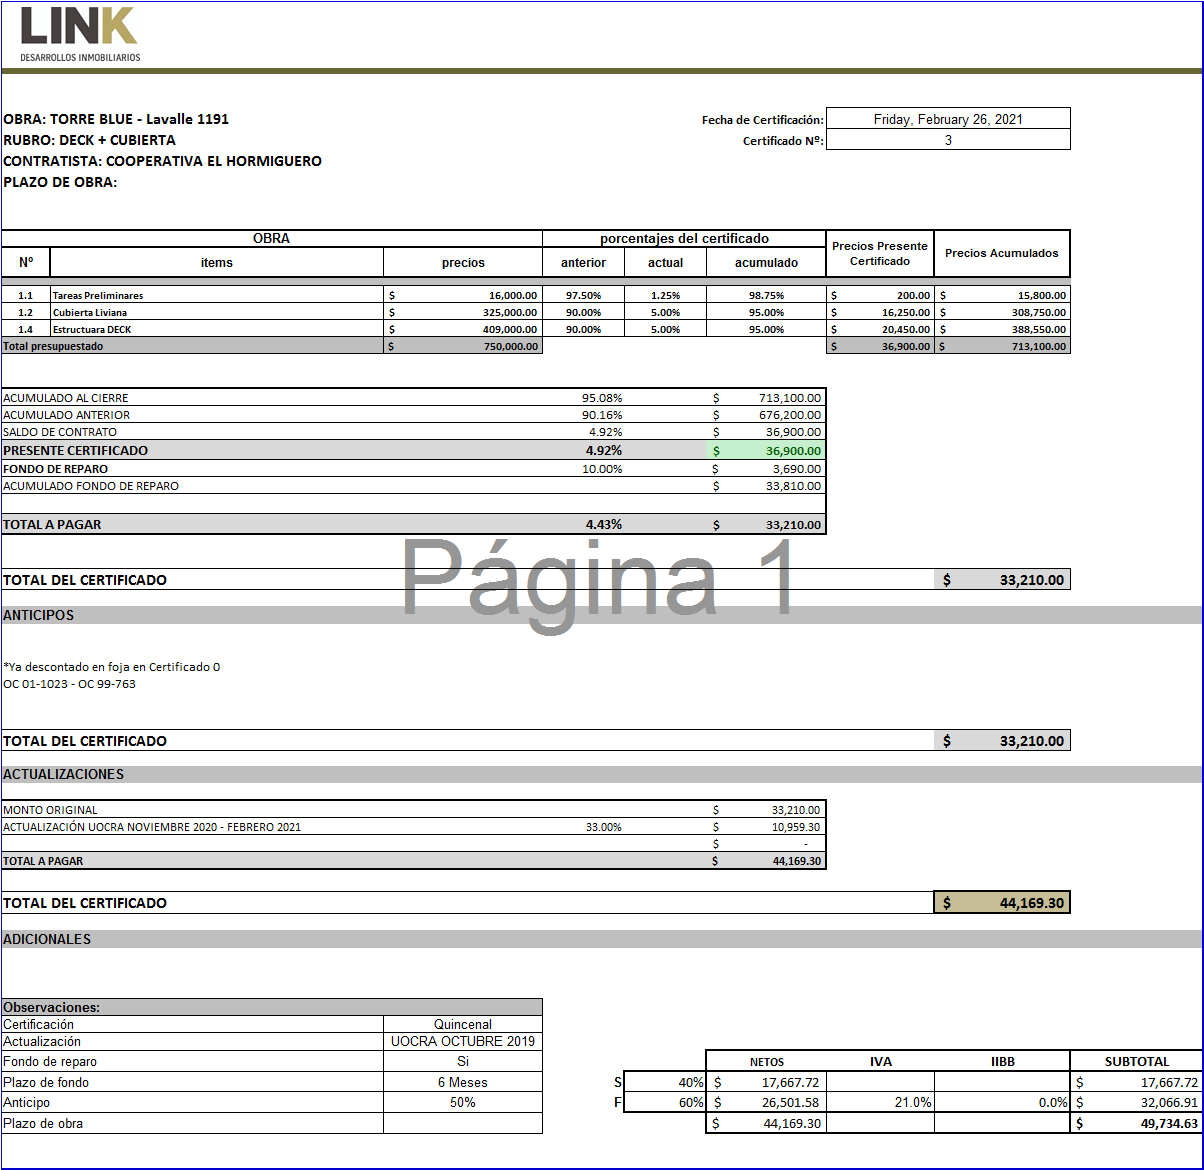 LINK
DESARROLLOS INMOBILIARIOS
OBRA: TORRE BLUE - Lavalle 1191
Fecha de Certificación: Friday, February 26, 2021
RUBRO: DECK + CUBIERTA
Certificado Nº: 3
CONTRATISTA: COOPERATIVA EL HORMIGUERO
PLAZO DE OBRA:
OBRA porcentajes del certificado Precios Presente Certificado Precios Acumulados
Nº items precios anterior actual acumulado
1.1 Tareas Preliminares $ 16,000.00 97.50% 1.25% 98.75% $ 200.00 $ 15,800.00
1.2 Cubierta Liviana $ 325,000.00 90.00% 5.00% 95.00% $ 16,250.00 $ 308,750.00
1.4 Estructuara DECK $ 409,000.00 90.00% 5.00% 95.00% $ 20,450.00 $ 388,550.00
Total presupuestado $ 750,000.00 $ 36,900.00 $ 713,100.00
ACUMULADO AL CIERRE 95.08% $ 713,100.00
ACUMULADO ANTERIOR 90.16% $ 676,200.00
SALDO DE CONTRATO 4.92% $ 36,900.00
PRESENTE CERTIFICADO 4.92% $ 36,900.00
FONDO DE REPARO 10.00% $ 3,690.00
ACUMULADO FONDO DE REPARO $ 33,810.00
TOTAL A PAGAR 4.43% $ 33,210.00
Página 1
TOTAL DEL CERTIFICADO $ 33,210.00
ANTICIPOS
*Ya descontado en foja en Certificado 0
OC 01-1023 - OC 99-763
TOTAL DEL CERTIFICADO $ 33,210.00
ACTUALIZACIONES
MONTO ORIGINAL $ 33,210.00
ACTUALIZACIÓN UOCRA NOVIEMBRE 2020 - FEBRERO 2021 33.00% $ 10,959.30
$ -
TOTAL A PAGAR $ 44,169.30
TOTAL DEL CERTIFICADO $ 44,169.30
ADICIONALES
Observaciones:
Certificación Quincenal
Actualización UOCRA OCTUBRE 2019
Fondo de reparo Si
Plazo de fondo 6 Meses
Anticipo 50%
Plazo de obra
NETOS IVA IIBB SUBTOTAL
S 40% $ 17,667.72 $ 17,667.72
F 60% $ 26,501.58 21.0% 0.0% $ 32,066.91
$ 44,169.30 $ 49,734.63